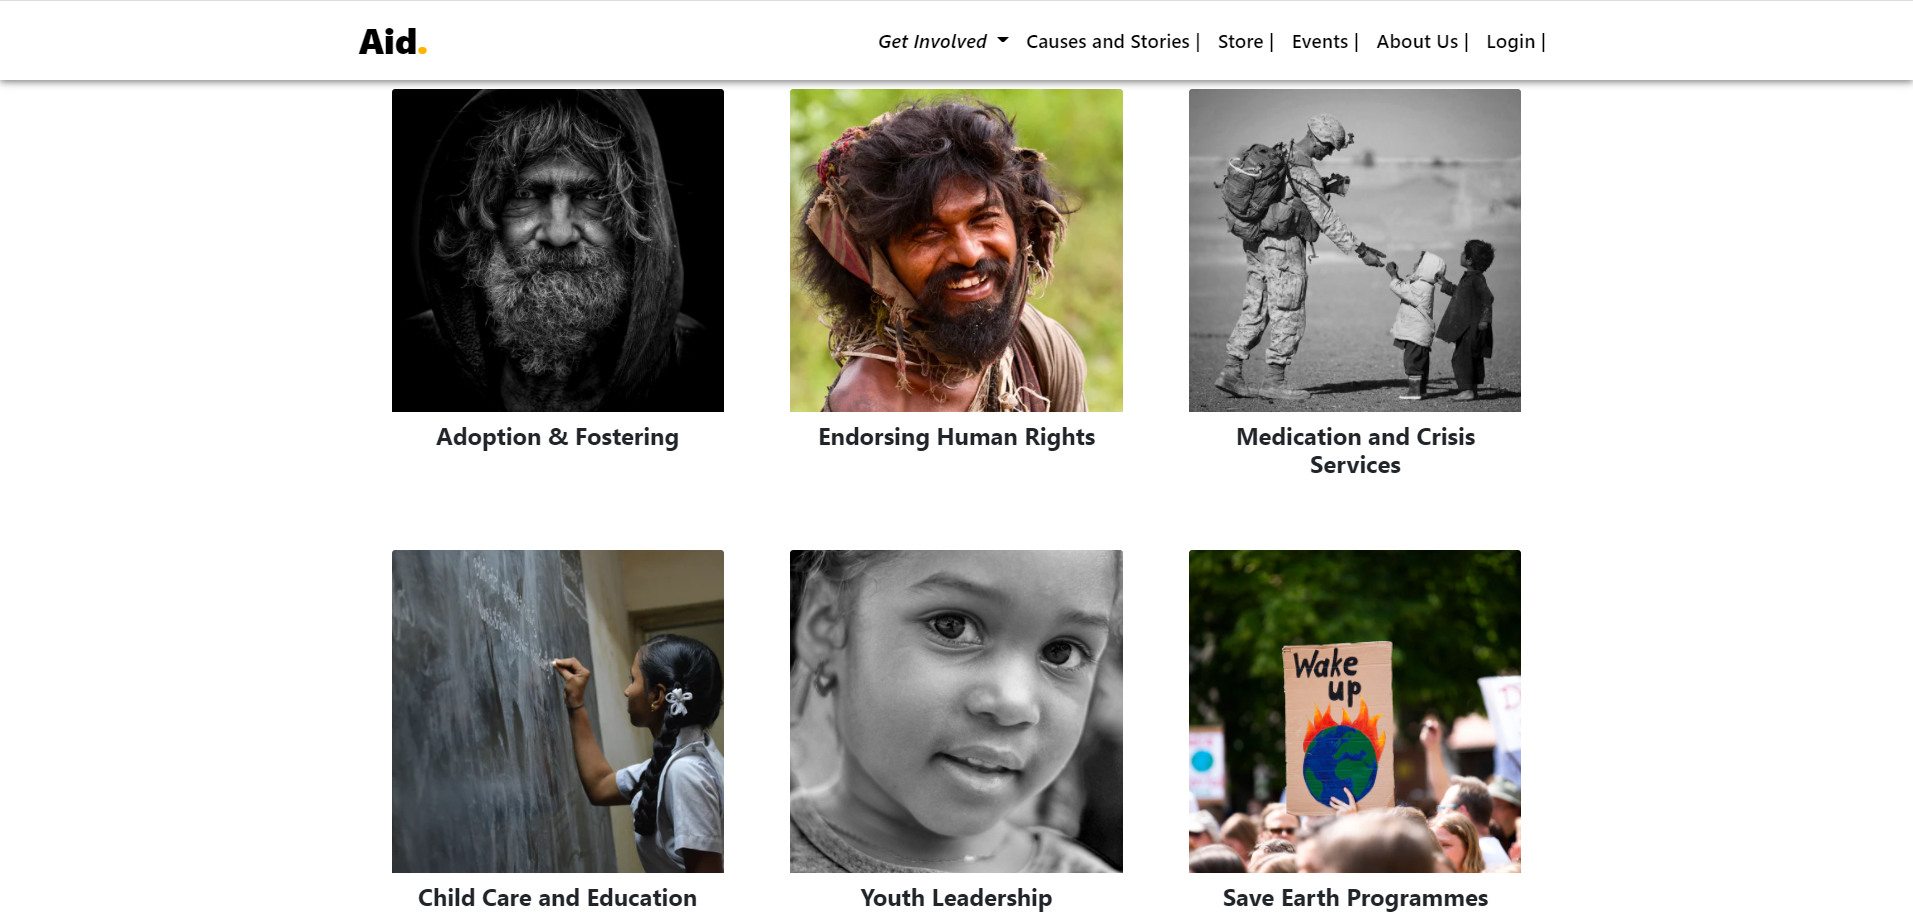 Aid.
Get Involved
Causes and Stories |
Store |
Events |
About Us |
Login |
Adoption & Fostering
Endorsing Human Rights
Medication and Crisis
Services
Wake
up
Child Care and Education
Youth Leadership
Save Earth Programmes